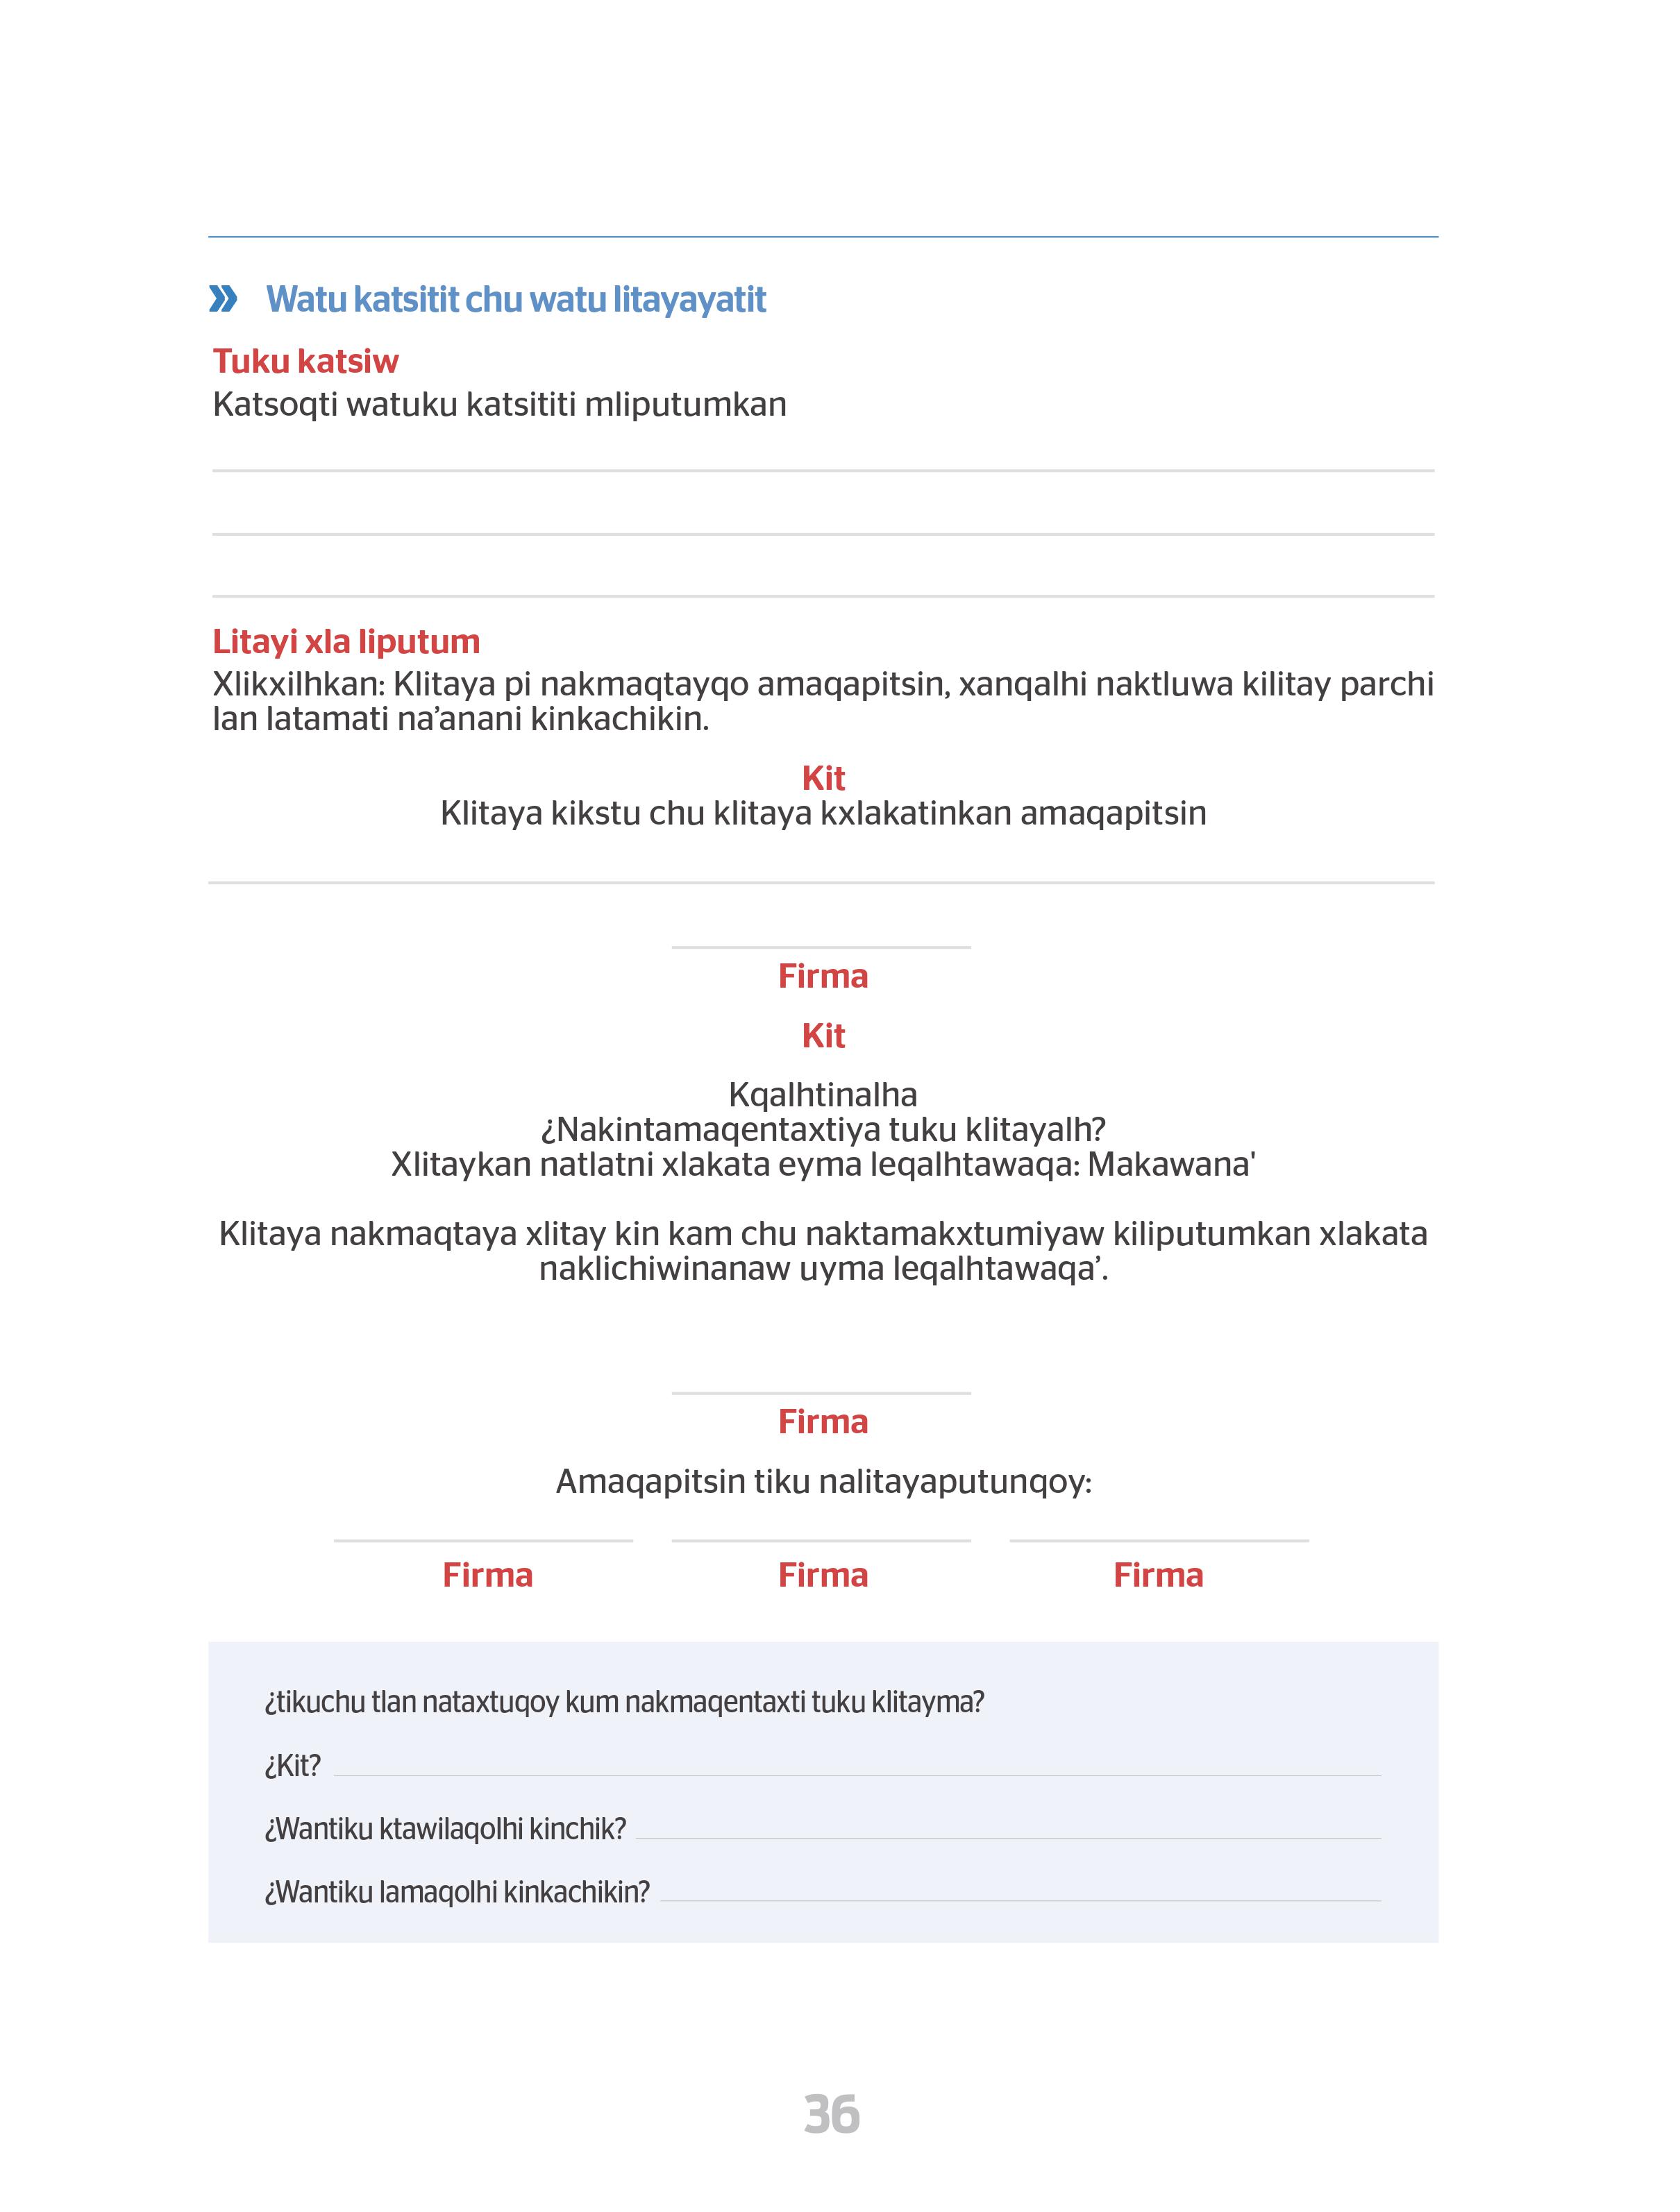 » Watu katsitit chu watu litayayatit
Tuku katsiw
Katsoqti watuku katsititi mliputumkan
Litayi xla liputum
Xlikxilhkan: Klitaya pi nakmaqtayqo amaqapitsin, xanqalhi naktluwa kilitay parchi
lan latamati na’anani kinkachikin.
Kit
Klitaya kikstu chu klitaya kxlakatinkan amaqapitsin
Firma
Kit
Kqalhtinalha
¿Nakintamaqentaxtiya tuku klitayalh?
Xlitaykan natlatni xlakata eyma leqalhtawaqa: Makawana'
Klitaya nakmaqtaya xlitay kin kam chu naktamakxtumiyaw kiliputumkan xlakata
naklichiwinanaw uyma leqalhtawaqa’.
Firma
Amaqapitsin tiku nalitayaputunqoy:
Firma Firma Firma
¿tikuchu tlan nataxtuqoy kum nakmaqentaxti tuku klitayma?
¿Kit?
¿Wantiku ktawilaqolhi kinchik?
¿Wantiku lamaqolhi kinkachikin?
36